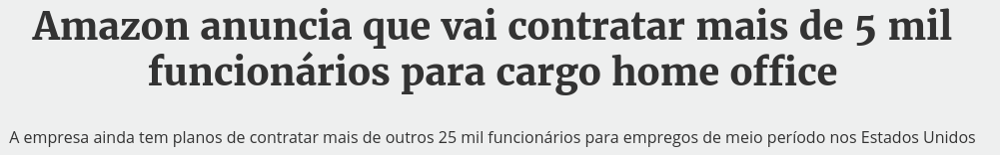 Amazon anuncia que vai contratar mais de 5 mil
funcionários para cargo home office
A empresa ainda tem planos de contratar mais de outros 25 mil funcionários para empregos de meio período nos Estados Unidos